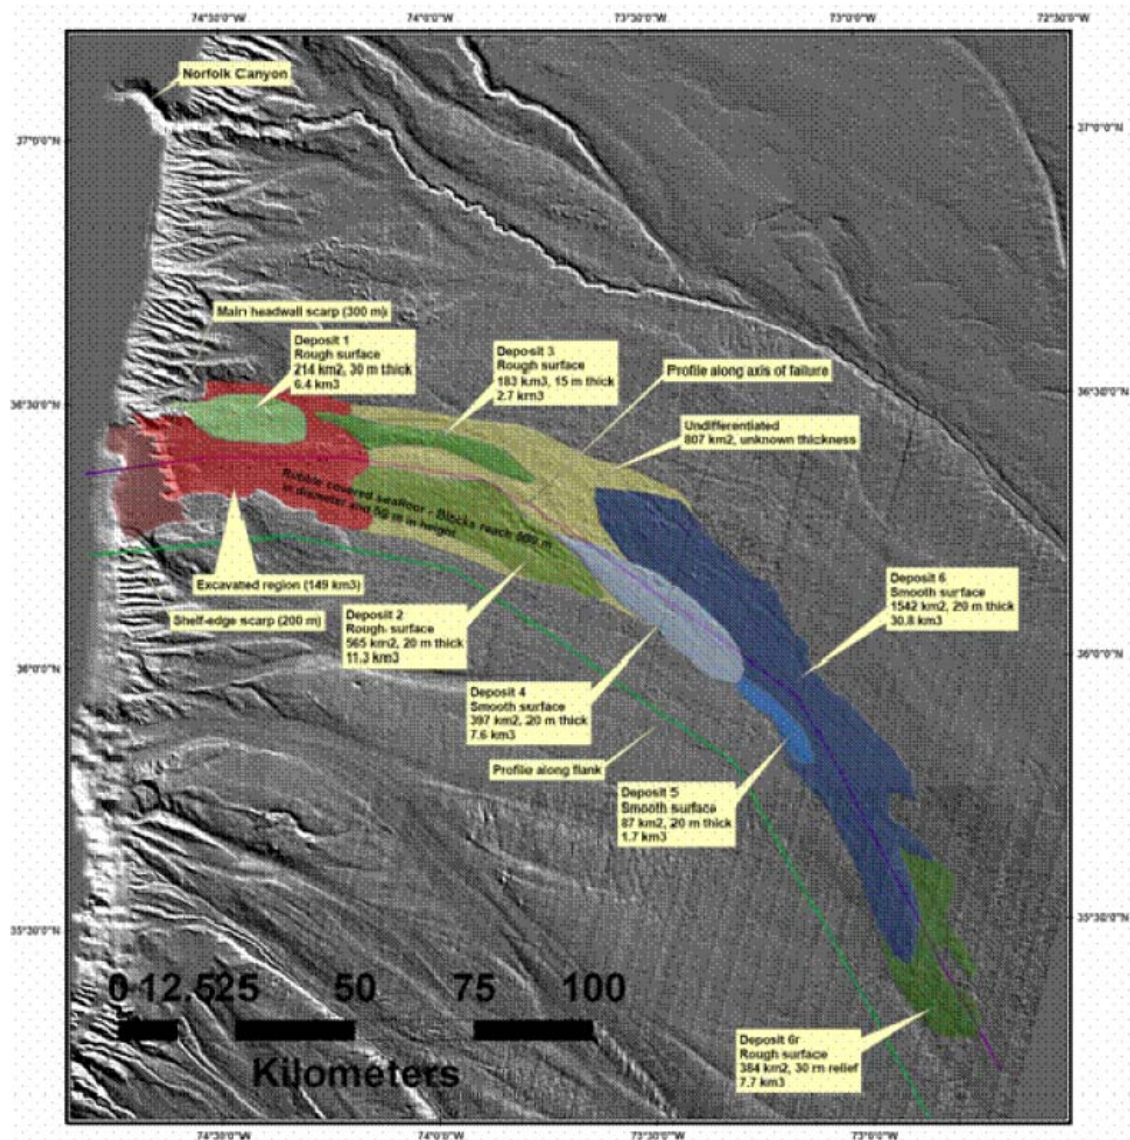 74°30'0"W 74°0'0"W 73°30'0"W 73°0'0"W 72°30'0"W
Norfolk Canyon
37°0'0"N
37°0'0"N
Main headwall scarp (300 m)
Deposit 1
Rough surface
214 km2, 30 m thick
6.4 km3
Deposit 3
Rough surface
183 km3, 15 m thick
2.7 km3
Profile along axis of failure
36°30'0"N
36°30'0"N
Undifferentiated
807 km2, unknown thickness
Rubble covered seafloor - Blocks reach 500 m
in diameter and 50 m in height
Excavated region (149 km3)
Shelf-edge scarp (200 m)
Deposit 2
Rough surface
565 km2, 20 m thick
11.3 km3
Deposit 6
Smooth surface
1542 km2, 20 m thick
30.8 km3
36°0'0"N
36°0'0"N
Deposit 4
Smooth surface
397 km2, 20 m thick
7.6 km3
Profile along flank
Deposit 5
Smooth surface
87 km2, 20 m thick
1.7 km3
35°30'0"N
35°30'0"N
0 12.525 50 75 100
Kilometers
Deposit 6r
Rough surface
384 km2, 30 m relief
7.7 km3
74°30'0"W 74°0'0"W 73°30'0"W 73°0'0"W